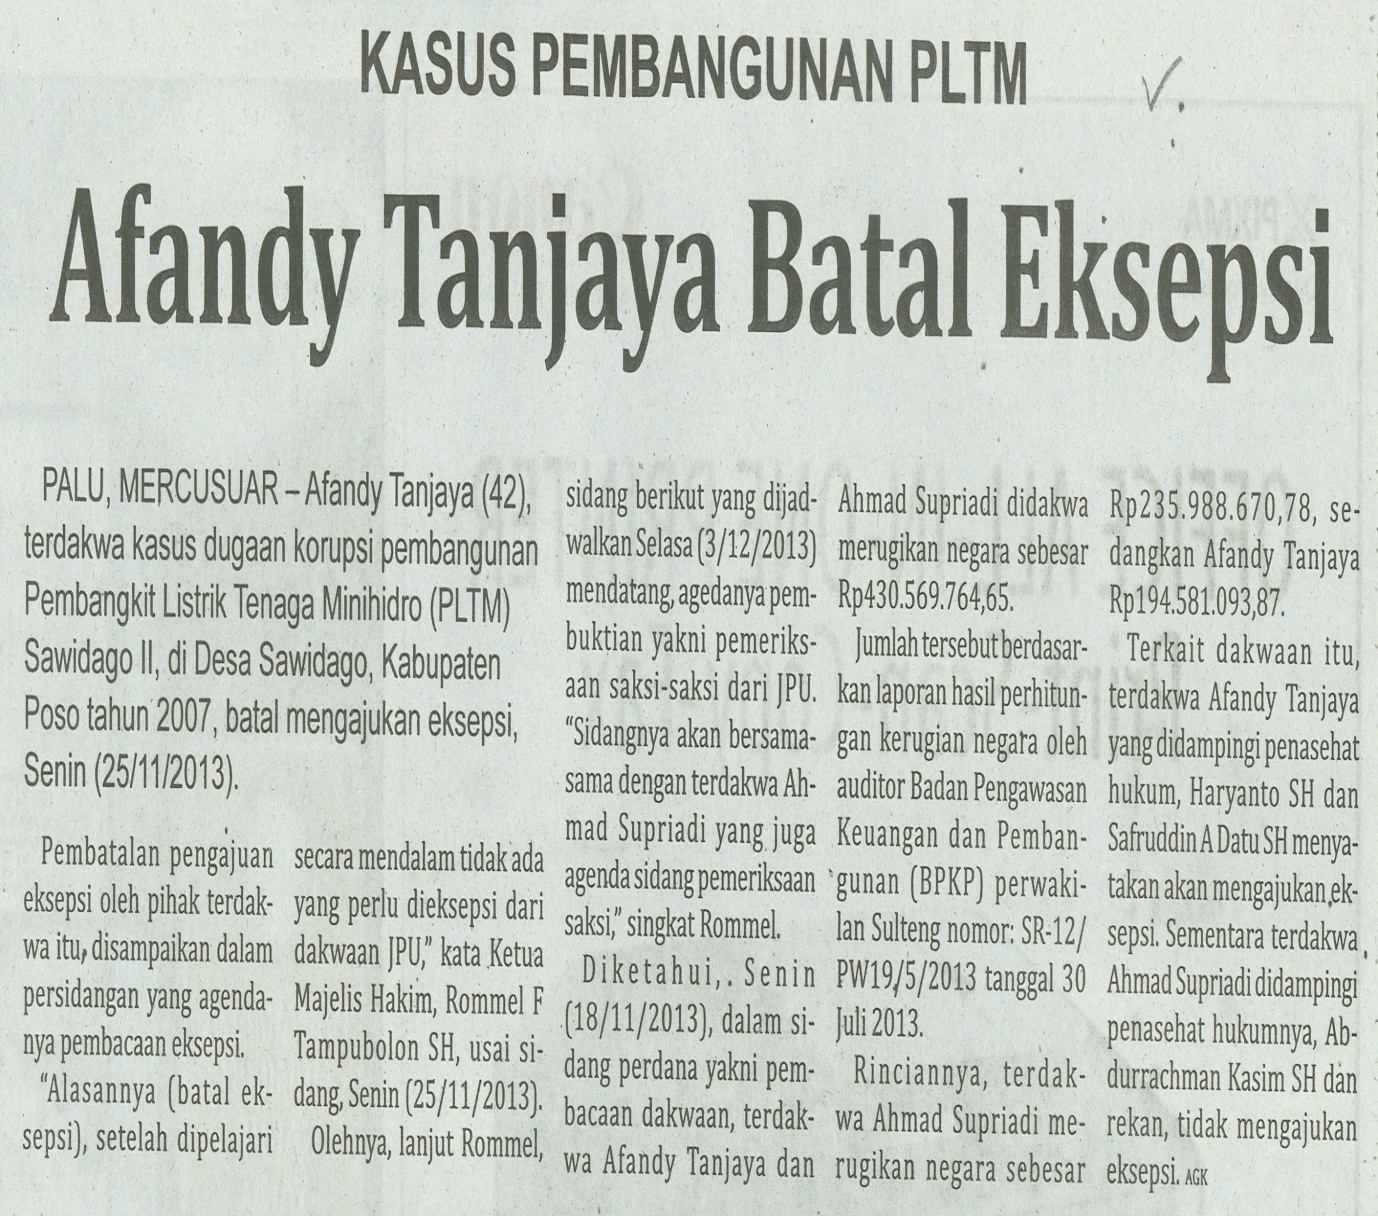 KASUS PEMBANGUNAN PLTM
Afandy Tanjaya Batal Eksepsi
PALU, MERCUSUAR – Afandy Tanjaya (42),
terdakwa kasus dugaan korupsi pembangunan
Pembangkit Listrik Tenaga Minihidro (PLTM)
Sawidago II, di Desa Sawidago, Kabupaten
Poso tahun 2007, batal mengajukan eksepsi,
Senin (25/11/2013).
Pembatalan pengajuan
eksepsi oleh pihak terdak-
wa itu, disampaikan dalam
persidangan yang agenda-
nya pembacaan eksepsi.
“Alasannya (batal ek-
sepsi), setelah dipelajari
secara mendalam tidak ada
yang perlu dieksepsi dari
dakwaan JPU,” kata Ketua
Majelis Hakim, Rommel F
Tampubolon SH, usai si-
dang, Senin (25/11/2013).
Olehnya, lanjut Rommel,
sidang berikut yang dijad-
walkan Selasa (3/12/2013)
mendatang, agedanya pem-
buktian yakni pemeriks-
aan saksi-saksi dari JPU.
“Sidangnya akan bersama-
sama dengan terdakwa Ah-
mad Supriadi yang juga
agenda sidang pemeriksaan
saksi,” singkat Rommel.
Diketahui,. Senin
(18/11/2013), dalam si-
dang perdana yakni pem-
bacaan dakwaan, terdak-
wa Afandy Tanjaya dan
Ahmad Supriadi didakwa
merugikan negara sebesar
Rp430.569.764,65.
Jumlah tersebut berdasar-
kan laporan hasil perhitun-
gan kerugian negara oleh
auditor Badan Pengawasan
Keuangan dan Pemban-
gunan (BPKP) perwaki-
lan Sulteng nomor: SR-12/
PW19/5/2013 tanggal 30
Juli 2013.
Rinciannya, terdak-
wa Ahmad Supriadi me-
rugikan negara sebesar
Rp235.988.670,78, se-
dangkan Afandy Tanjaya
Rp194.581.093,87.
Terkait dakwaan itu,
terdakwa Afandy Tanjaya
yang didampingi penasehat
hukum, Haryanto SH dan
Safruddin A Datu SH menya-
takan akan mengajukan ek-
sepsi. Sementara terdakwa
Ahmad Supriadi didampingi
penasehat hukumnya, Ab-
durrachman Kasim SH dan
rekan, tidak mengajukan
eksepsi. AGK